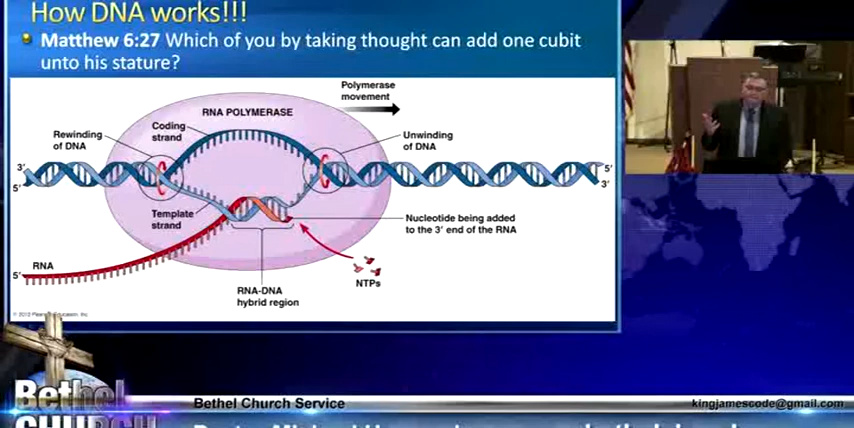 How DNA works!!!
Matthew 6:27 Which of you by taking thought can add one cubit
unto his stature?
Polymerase
movement
RNA POLYMERASE
Coding
strand
Rewinding
of DNA
Unwinding
of DNA
3′
5′
5′
3′
Template
strand
Nucleotide being added
to the 3′ end of the RNA
5′
RNA
NTPs
RNA-DNA
hybrid region
Education, Inc.
Bethel
CHURCH
Bethel Church Service
kingjamescode@gmail.com